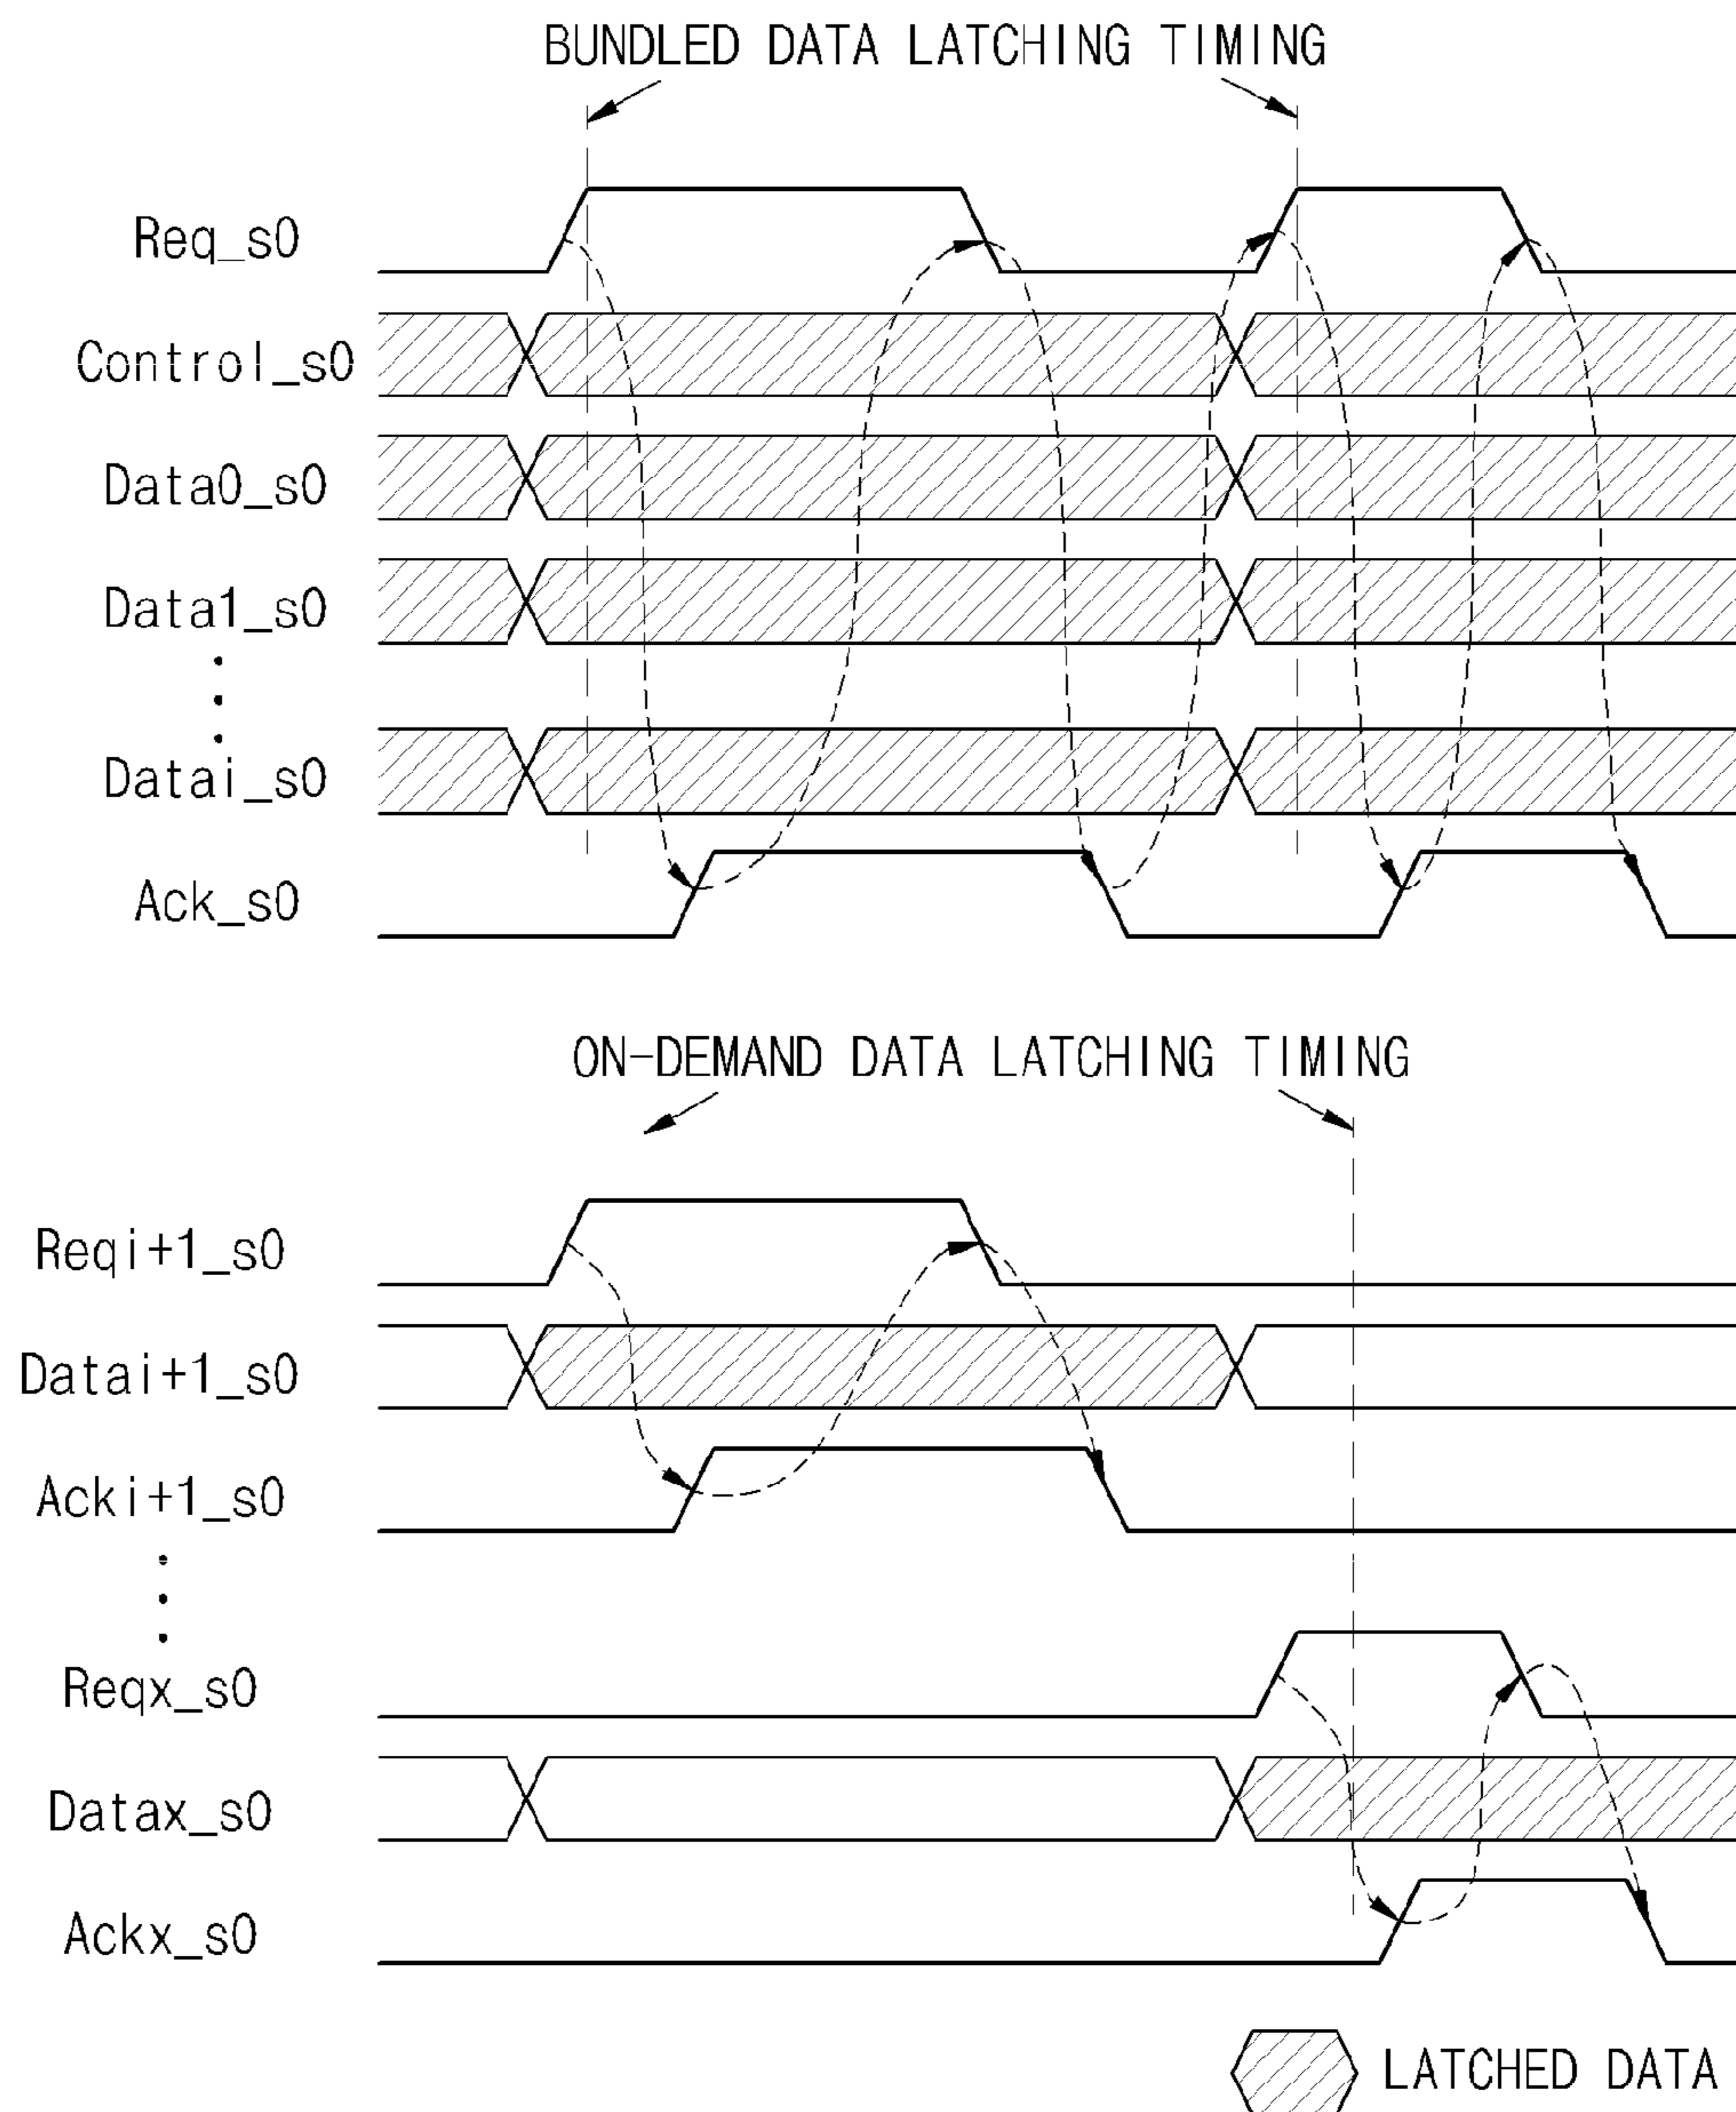 BUNDLED DATA LATCHING TIMING
Req_s0
Control_s0
Data0_s0
Data1_s0
Datai_s0
Ack_s0
ON-DEMAND DATA LATCHING TIMING
Reqi+1_s0
Datai+1_s0
Acki+1_s0
Reqx_s0
Datax_s0
Ackx_s0
LATCHED DATA